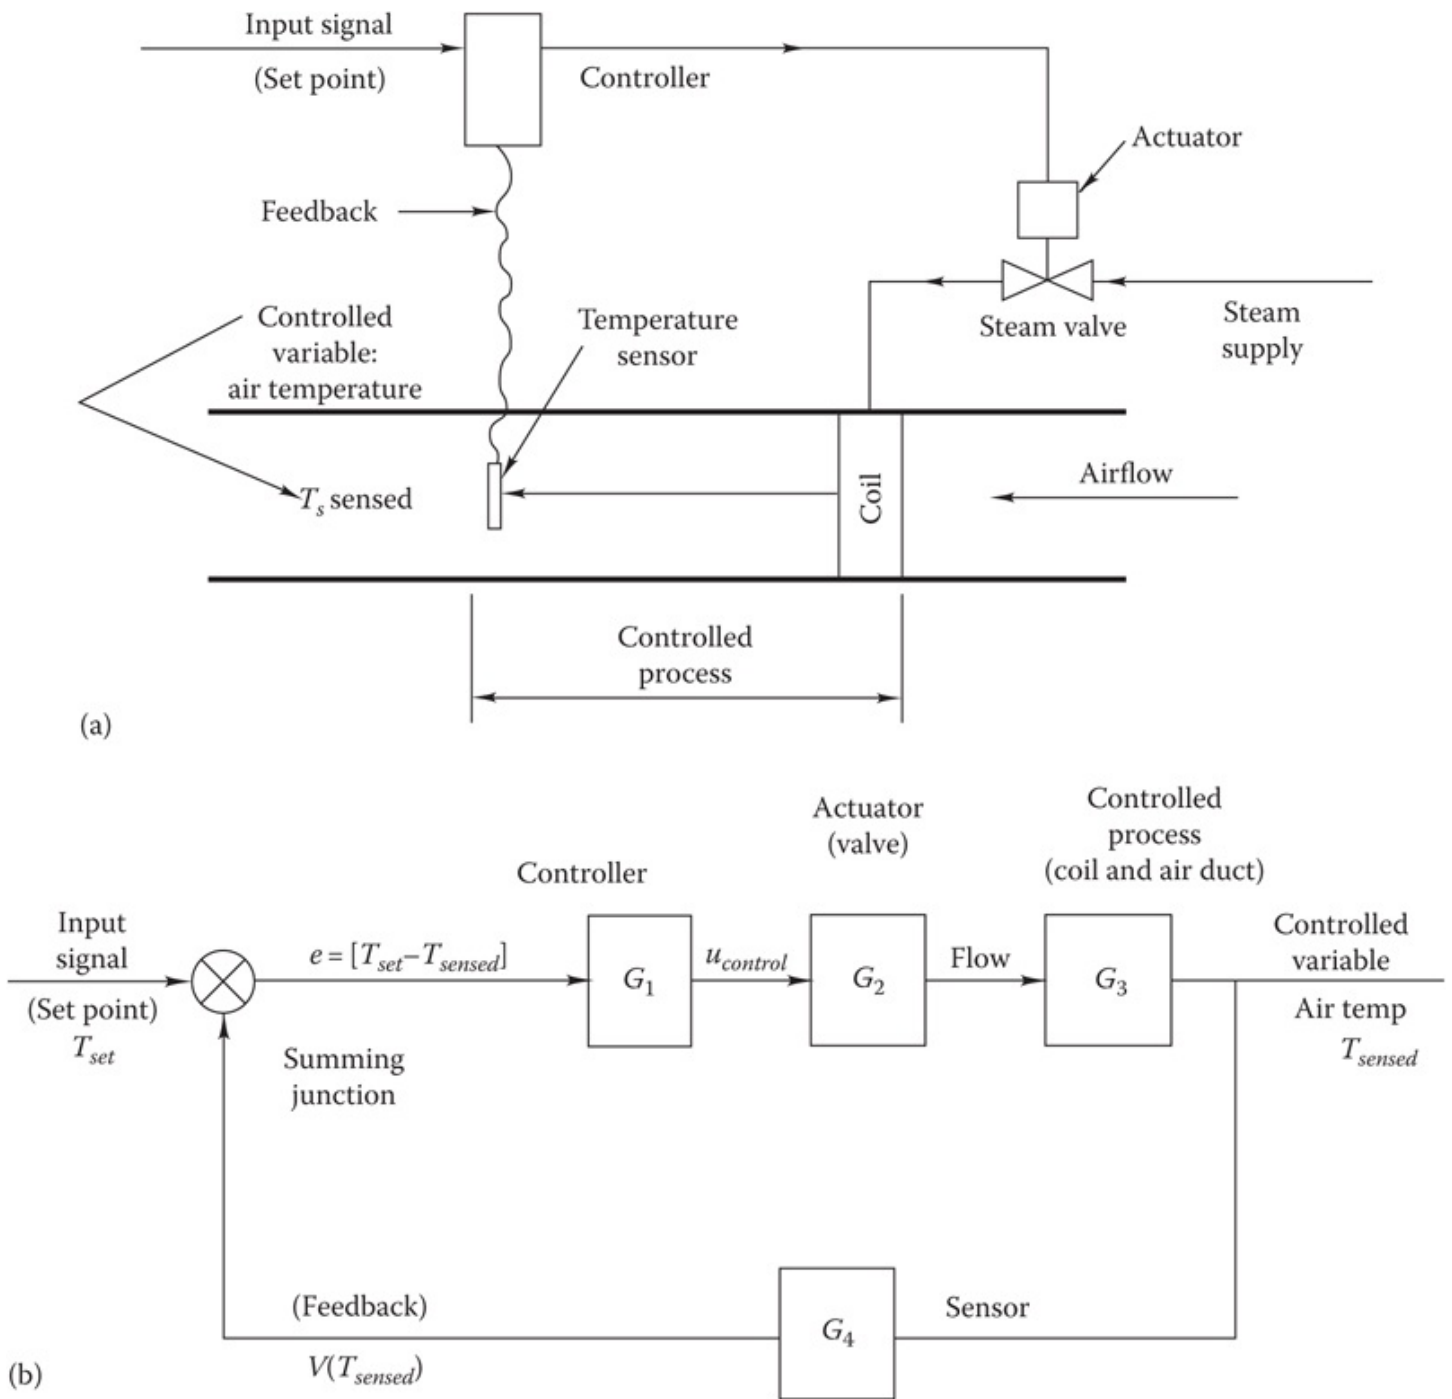 Input signal
(Set point)
Controller
Actuator
Feedback
Controlled
variable:
air temperature
Temperature
sensor
Steam valve
Steam
supply
T_s sensed
Coil
Airflow
Controlled
process
(a)
Controlled
process
(coil and air duct)
Actuator
(valve)
Controller
Input
signal
(Set point)
T_set
e = [T_set–T_sensed]
G_1
u_control
G_2
Flow
G_3
Controlled
variable
Air temp
T_sensed
Summing
junction
(Feedback)
V(T_sensed)
G_4
Sensor
(b)